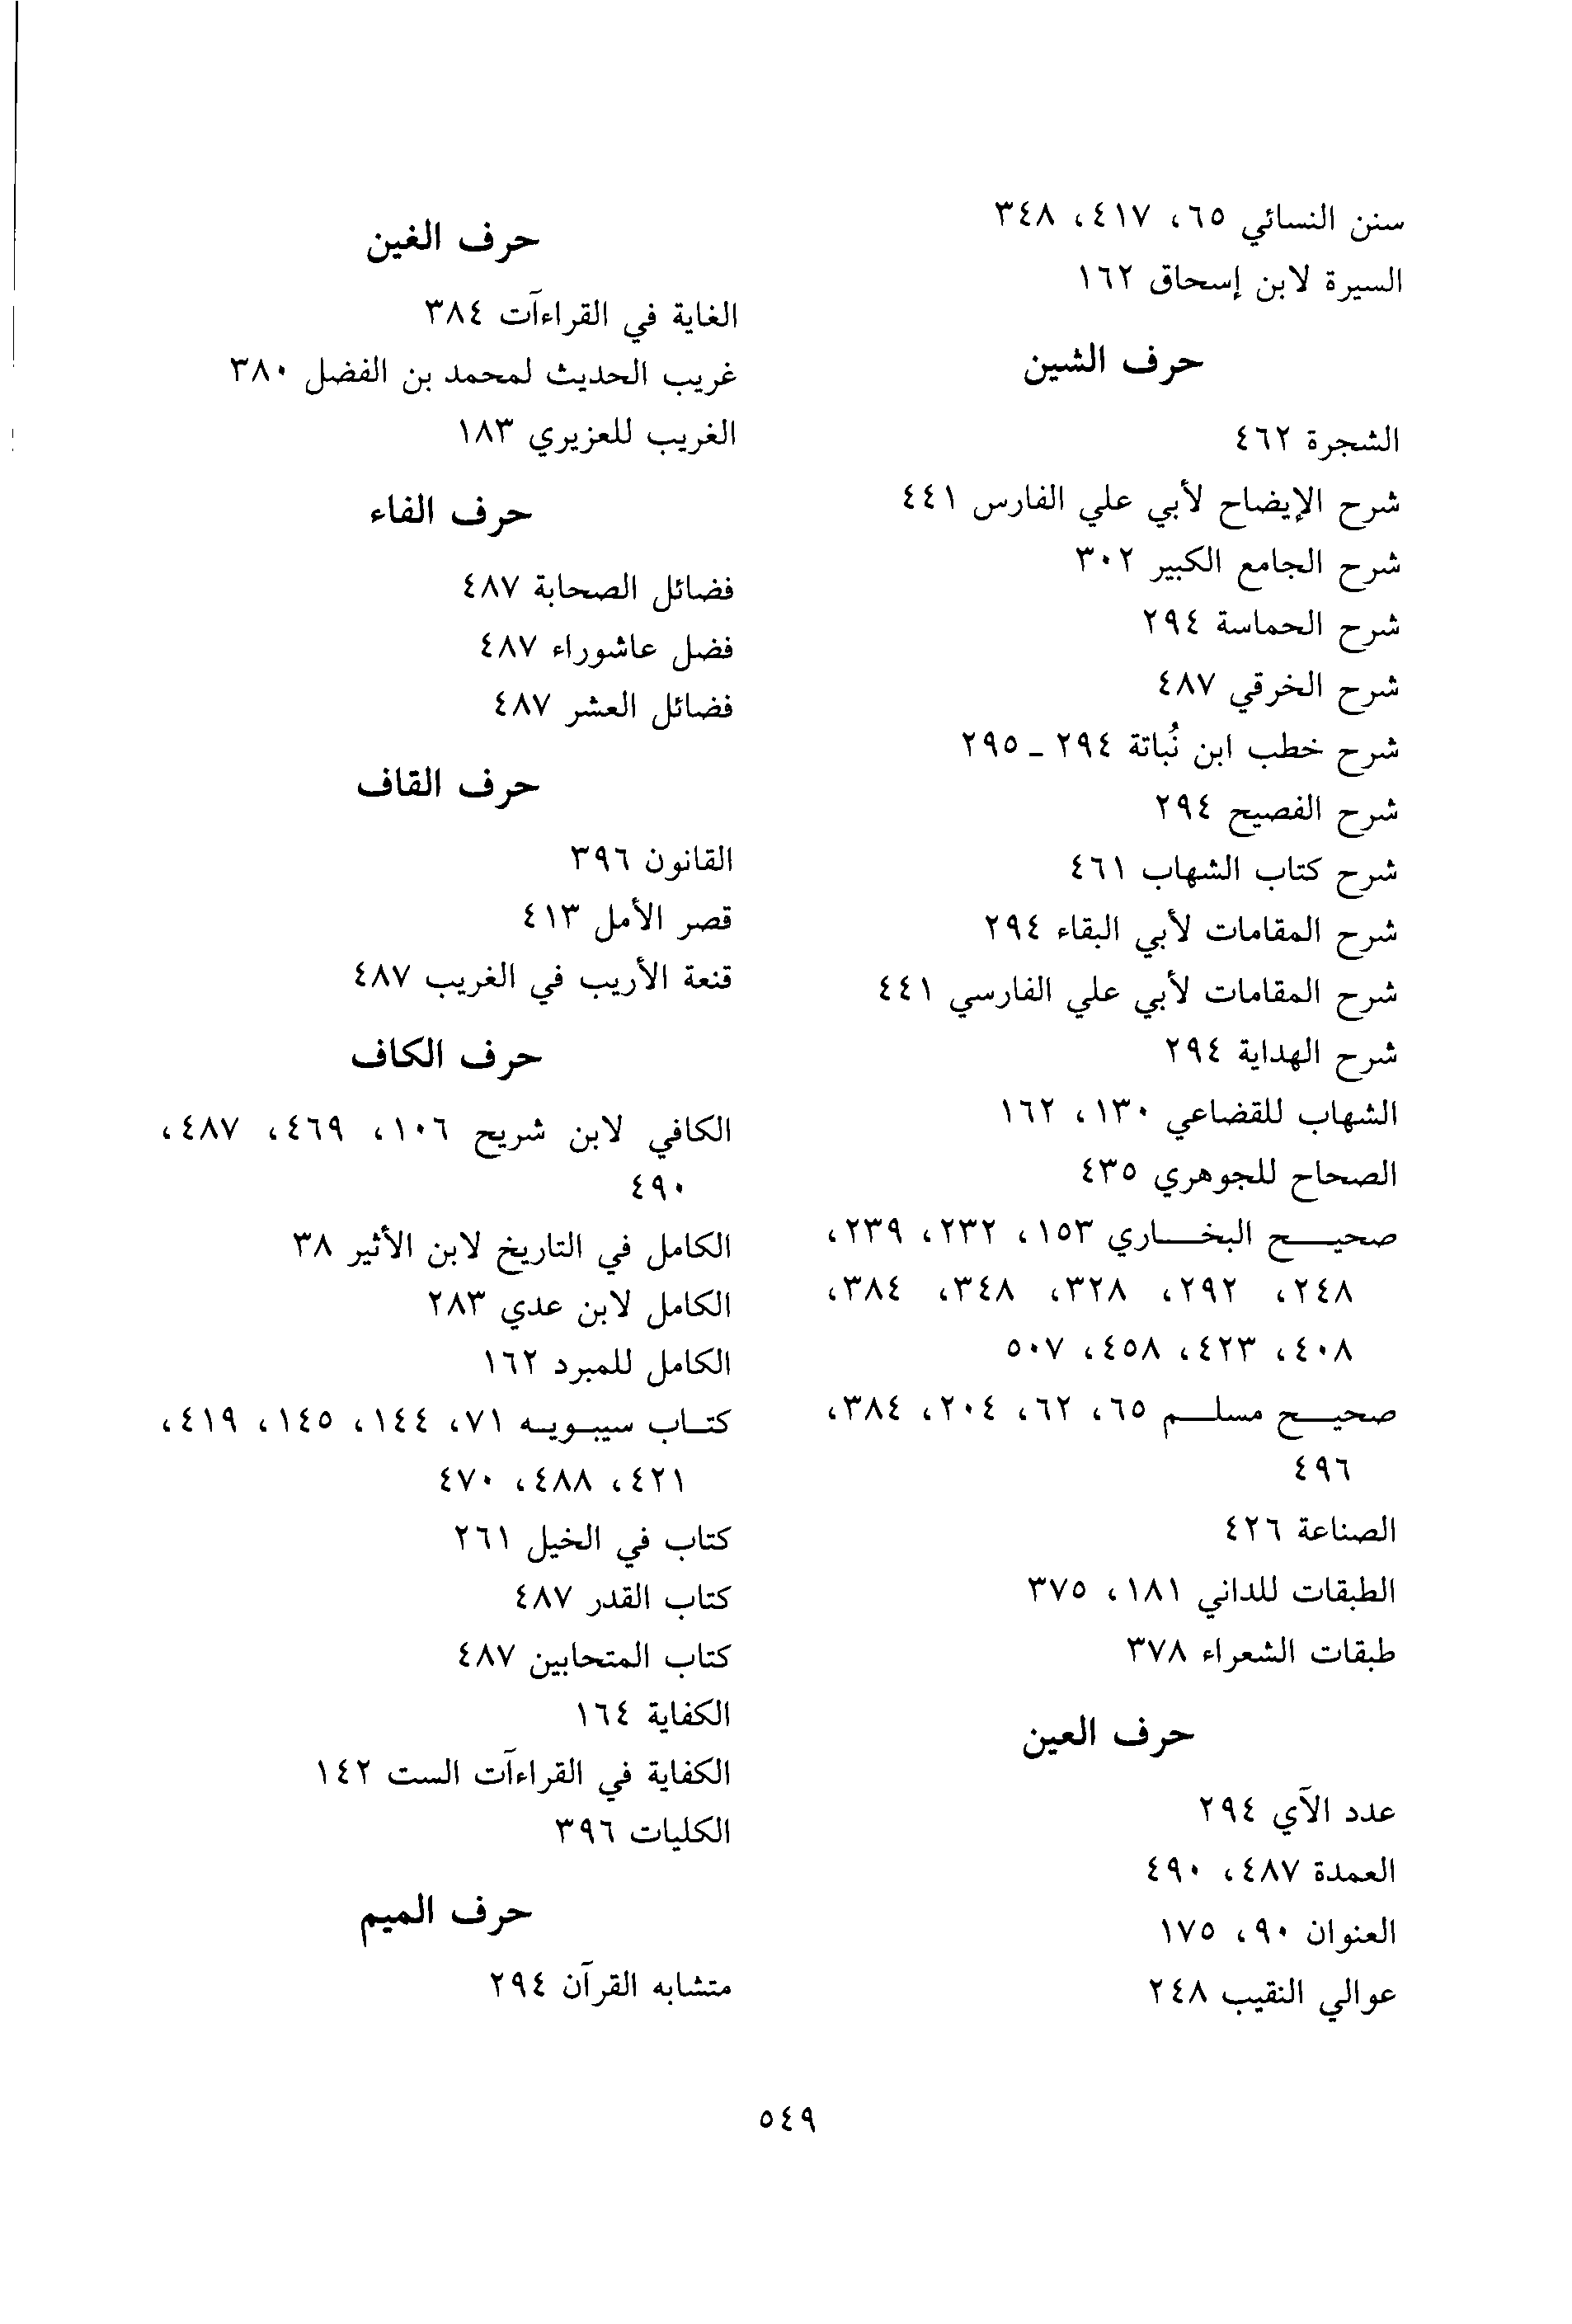 سنن النسائي ٦٥، ٤١٧، ٣٤٨
السيرة لابن إسحاق ١٦٢
حرف الشين
الشجرة ٤٦٢
شرح الإيضاح لأبي علي الفارس ٤٤١
شرح الجامع الكبير ٣٠٢
شرح الحماسة ٢٩٤
شرح الخرقي ٤٨٧
شرح خطب ابن نُباتة ٢٩٤ - ٢٩٥
شرح الفصيح ٢٩٤
شرح كتاب الشهاب ٤٦١
شرح المقامات لأبي البقاء ٢٩٤
شرح المقامات لأبي علي الفارسي ٤٤١
شرح الهداية ٢٩٤
الشهاب للقضاعي ١٣٠، ١٦٢
الصحاح للجوهري ٤٣٥
صحيح البخاري ١٥٣، ٢٣٢، ٢٣٩،
٢٤٨، ٢٩٢، ٣٢٨، ٣٤٨، ٣٨٤،
٤٠٨، ٤٢٣، ٤٥٨، ٥٠٧
صحيح مسلم ٦٥، ٦٢، ٢٠٤، ٣٨٤،
٤٩٦
الصناعة ٤٢٦
الطبقات للداني ١٨١، ٣٧٥
طبقات الشعراء ٣٧٨
حرف العين
عدد الآي ٢٩٤
العمدة ٤٨٧، ٤٩٠
العنوان ٩٠، ١٧٥
عوالي النقيب ٢٤٨
حرف الغين
الغاية في القراءآت ٣٨٤
غريب الحديث لمحمد بن الفضل ٣٨٠
الغريب للعزيري ١٨٣
حرف الفاء
فضائل الصحابة ٤٨٧
فضل عاشوراء ٤٨٧
فضائل العشر ٤٨٧
حرف القاف
القانون ٣٩٦
قصر الأمل ٤١٣
قنعة الأريب في الغريب ٤٨٧
حرف الكاف
الكافي لابن شريح ١٠٦، ٤٦٩، ٤٨٧،
٤٩٠
الكامل في التاريخ لابن الأثير ٣٨
الكامل لابن عدي ٢٨٣
الكامل للمبرد ١٦٢
كتاب سيبويه ٧١، ١٤٤، ١٤٥، ٤١٩،
٤٢١، ٤٨٨، ٤٧٠
كتاب في الخيل ٢٦١
كتاب القدر ٤٨٧
كتاب المتحابين ٤٨٧
الكفاية ١٦٤
الكفاية في القراءآت الست ١٤٢
الكليات ٣٩٦
حرف الميم
متشابه القرآن ٢٩٤
٥٤٩